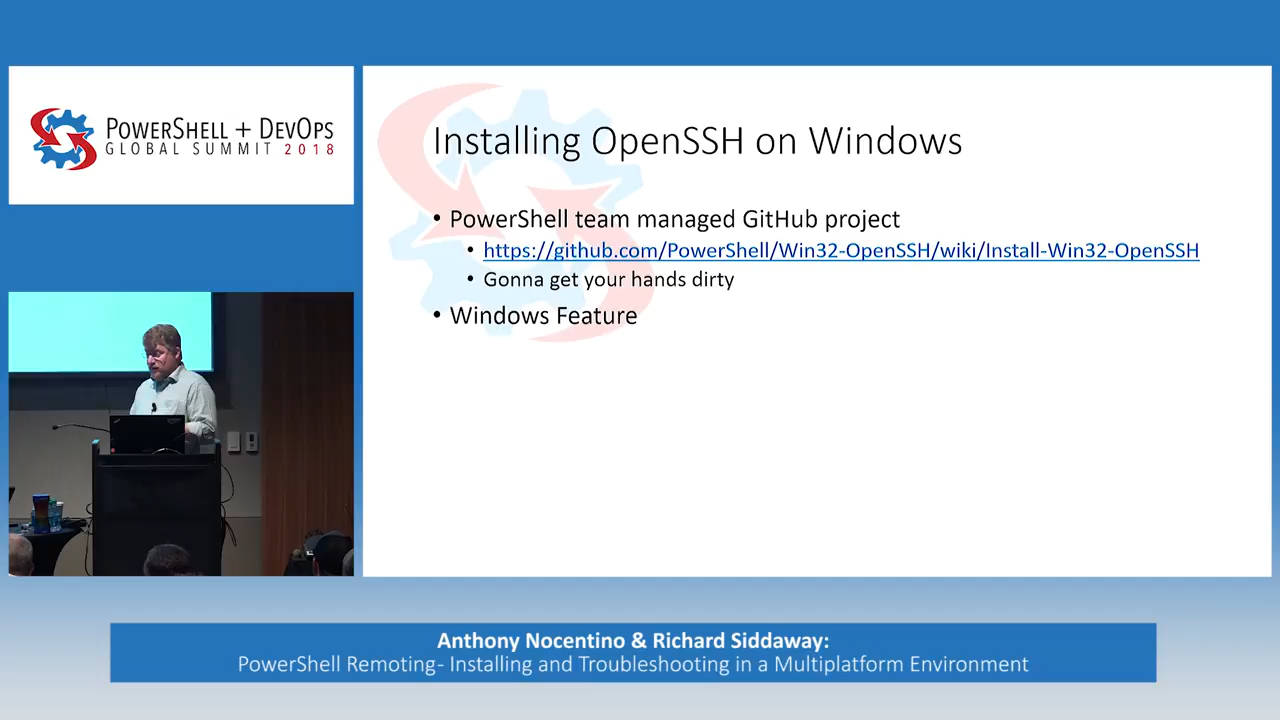 POWERSHELL + DEVOPS
GLOBAL SUMMIT 2018
Installing OpenSSH on Windows
• PowerShell team managed GitHub project
• https://github.com/PowerShell/Win32-OpenSSH/wiki/Install-Win32-OpenSSH
• Gonna get your hands dirty
• Windows Feature
Anthony Nocentino & Richard Siddaway:
PowerShell Remoting- Installing and Troubleshooting in a Multiplatform Environment